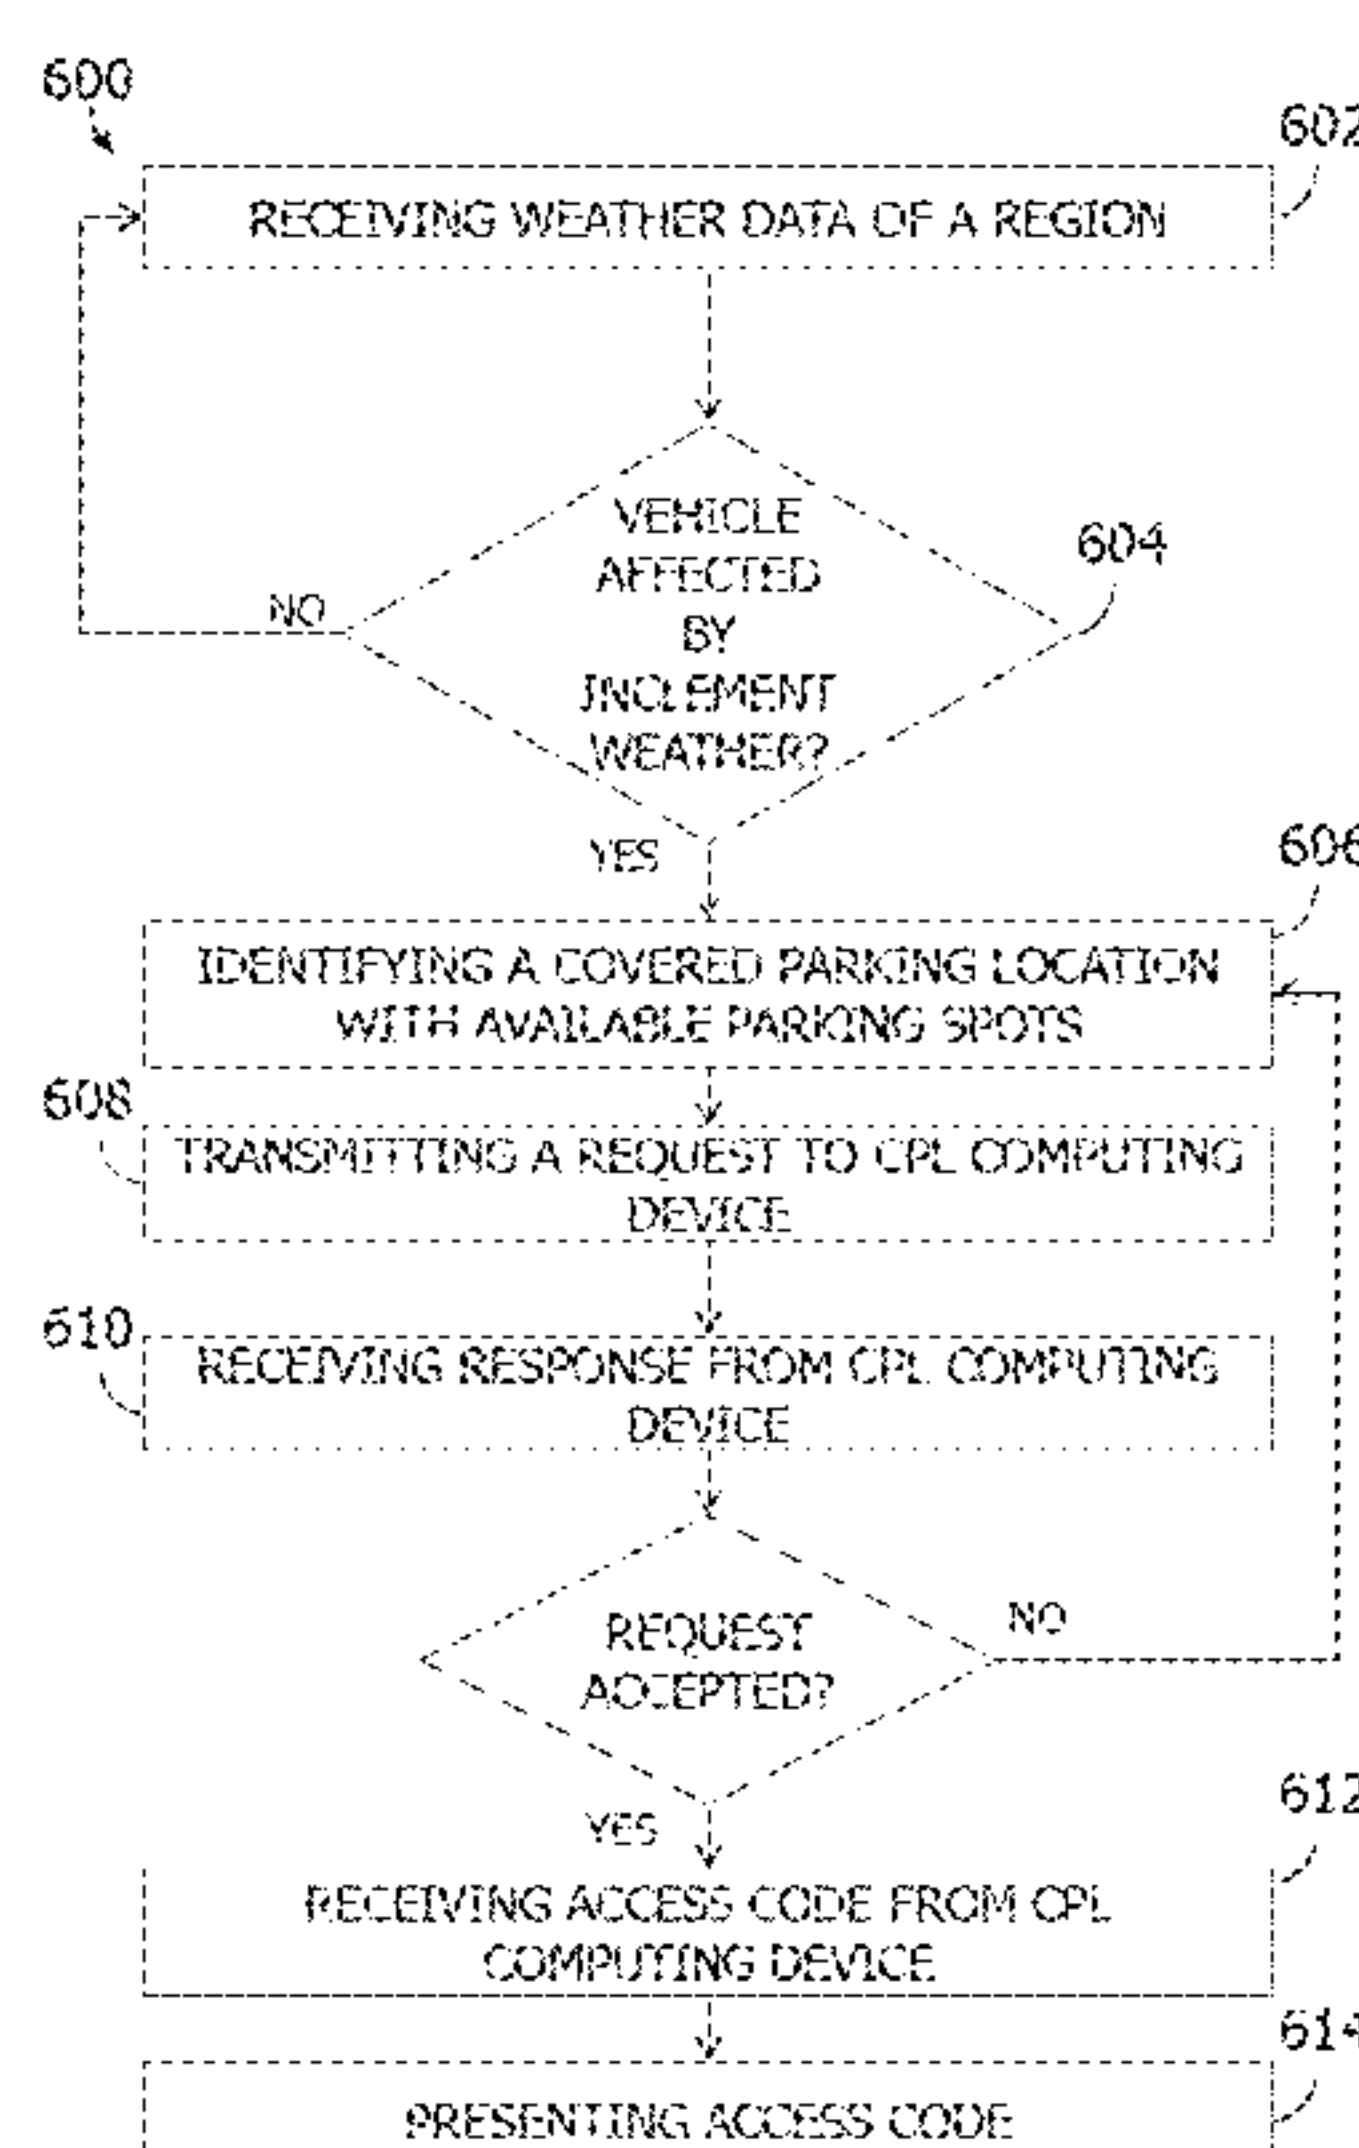 600
602
RECEIVING WEATHER DATA OF A REGION
VEHICLE
AFFECTED
BY
INCLEMENT
WEATHER?
604
NO
YES
606
IDENTIFYING A COVERED PARKING LOCATION
WITH AVAILABLE PARKING SPOTS
608
TRANSMITTING A REQUEST TO CPL COMPUTING
DEVICE
610
RECEIVING RESPONSE FROM CPL COMPUTING
DEVICE
REQUEST
ACCEPTED?
NO
YES
612
RECEIVING ACCESS CODE FROM CPL
COMPUTING DEVICE
614
PRESENTING ACCESS CODE